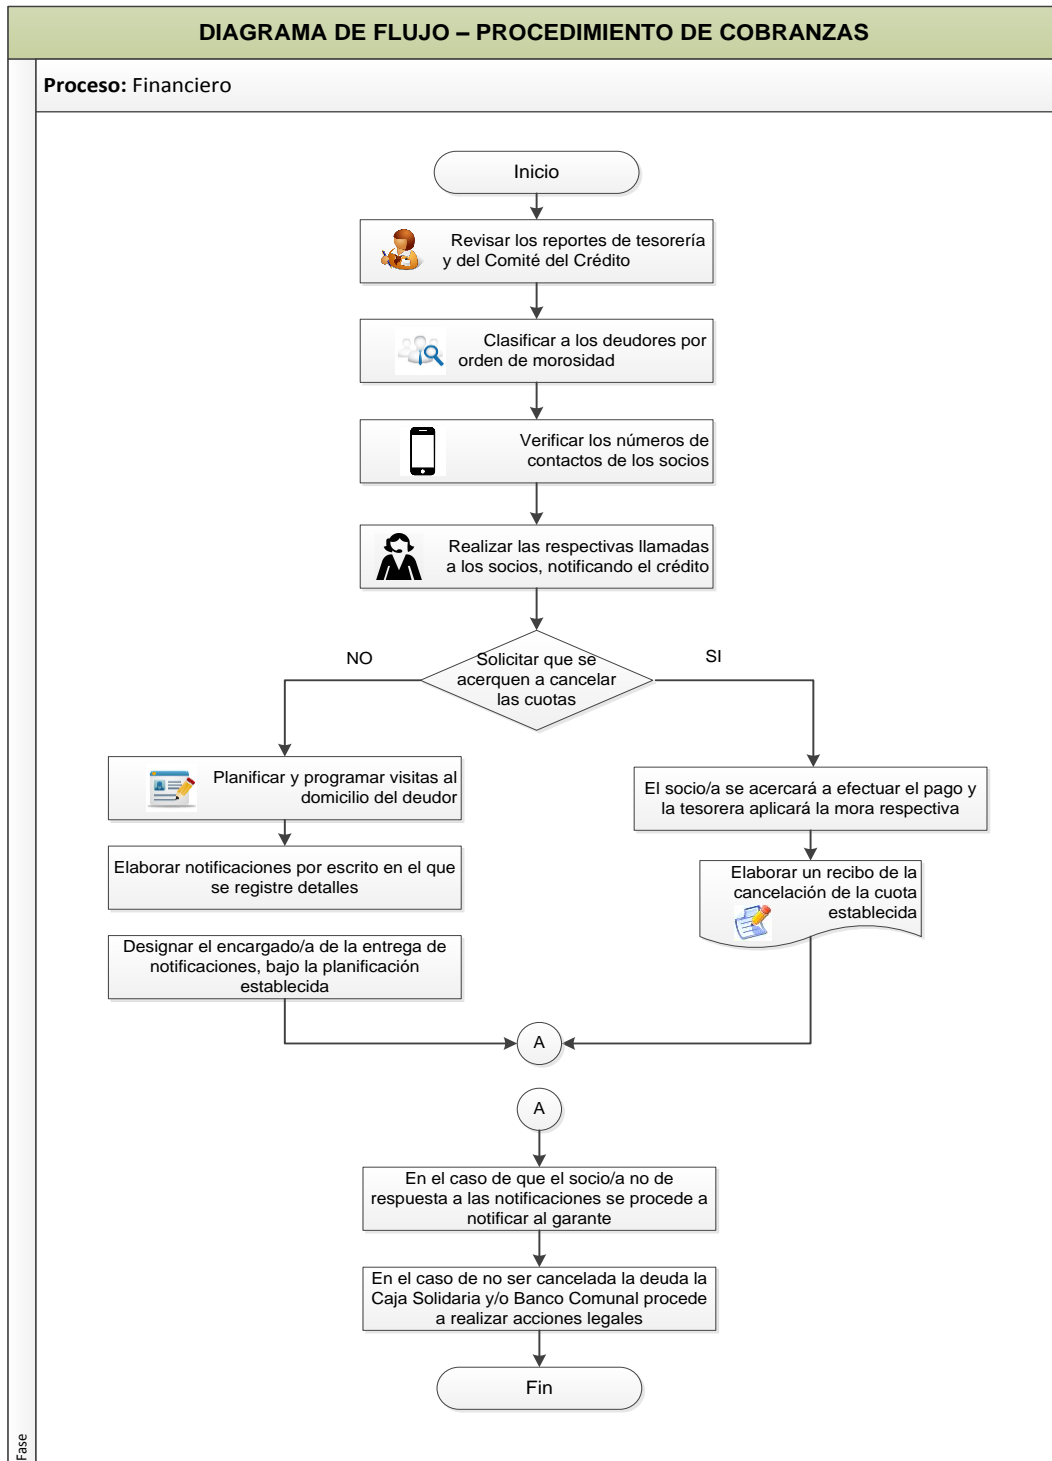 DIAGRAMA DE FLUJO – PROCEDIMIENTO DE COBRANZAS
Proceso: Financiero
Inicio
Revisar los reportes de tesorería
y del Comité del Crédito
Clasificar a los deudores por
orden de morosidad
Verificar los números de
contactos de los socios
Realizar las respectivas llamadas
a los socios, notificando el crédito
Solicitar que se
acerquen a cancelar
las cuotas
NO
SI
Planificar y programar visitas al
domicilio del deudor
Elaborar notificaciones por escrito en el que
se registre detalles
Designar el encargado/a de la entrega de
notificaciones, bajo la planificación
establecida
El socio/a se acercará a efectuar el pago y
la tesorera aplicará la mora respectiva
Elaborar un recibo de la
cancelación de la cuota
establecida
A
A
En el caso de que el socio/a no de
respuesta a las notificaciones se procede a
notificar al garante
En el caso de no ser cancelada la deuda la
Caja Solidaria y/o Banco Comunal procede
a realizar acciones legales
Fin
Fase